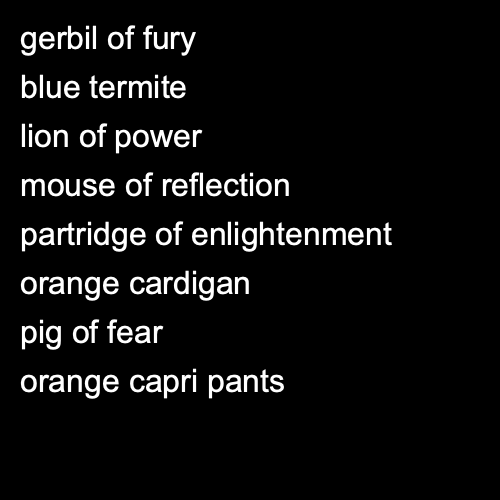 gerbil of fury
blue termite
lion of power
mouse of reflection
partridge of enlightenment
orange cardigan
pig of fear
orange capri pants